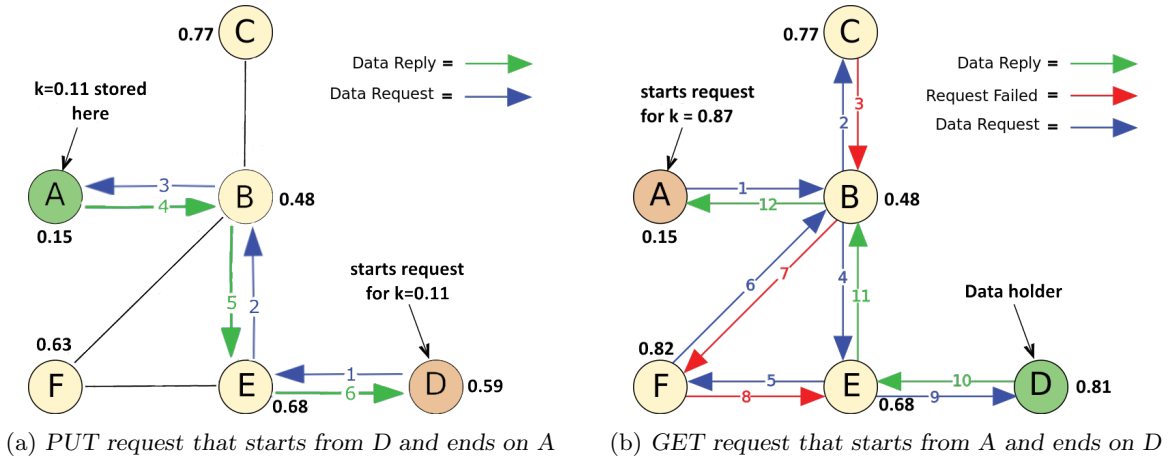 C
0.77
Data Reply =
Data Request =
k=0.11 stored
here
A
0.15
3
4
B
0.48
5
2
starts request
for k=0.11
0.63
F
E
0.68
1
6
D
0.59
(a) PUT request that starts from D and ends on A
C
0.77
Data Reply =
Request Failed =
Data Request =
starts request
for k = 0.87
3
2
A
0.15
1
12
B
0.48
6
7
4
11
Data holder
0.82
F
5
8
E
0.68
10
9
D
0.81
(b) GET request that starts from A and ends on D